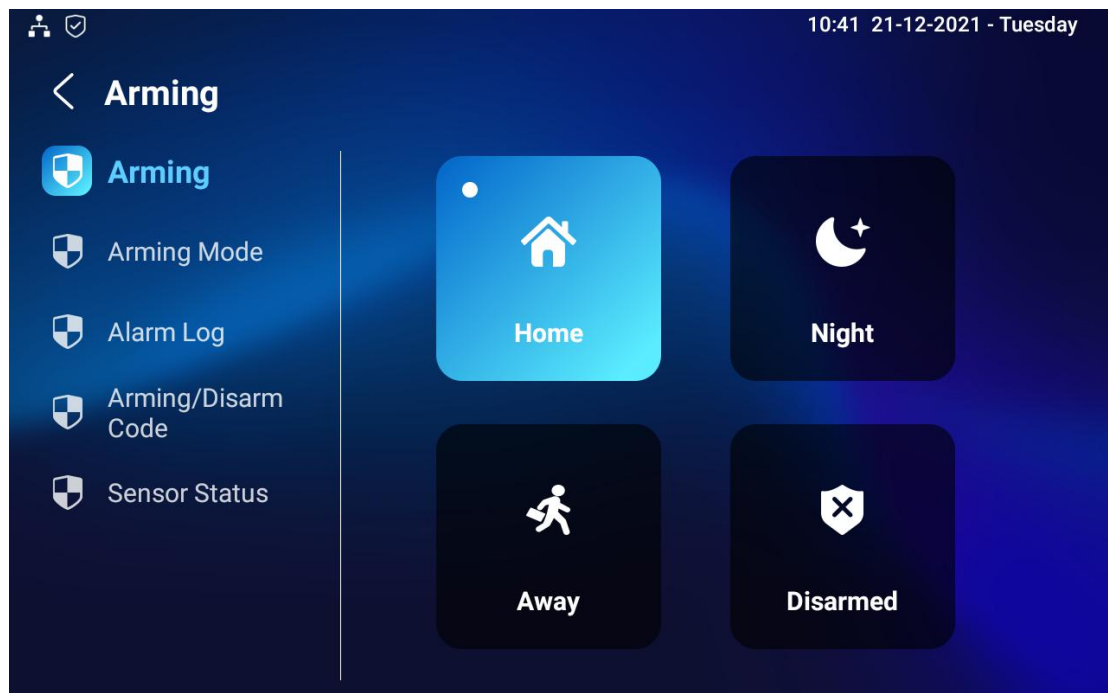 10:41 21-12-2021 - Tuesday
Arming
Arming
Arming Mode
Alarm Log
Arming/Disarm
Code
Sensor Status
Home
Night
Away
Disarmed